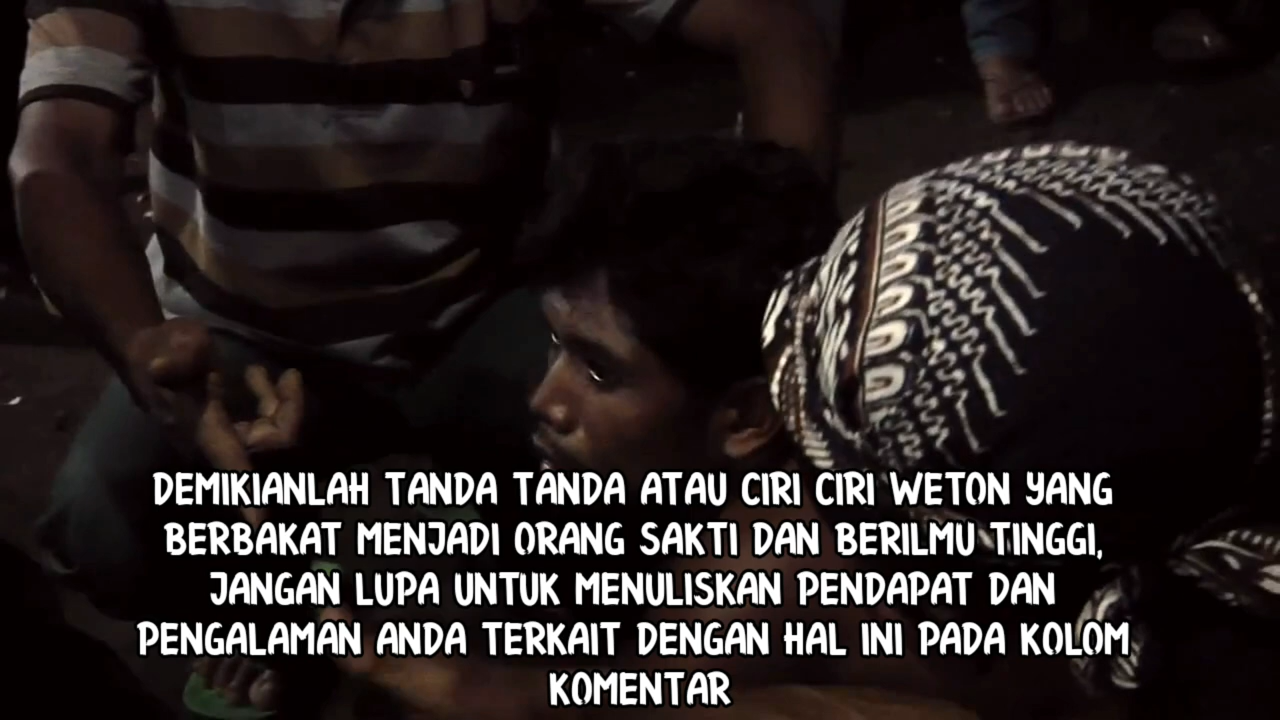 DEMIKIANLAH TANDA TANDA ATAU CIRI CIRI WETON YANG
BERBAKAT MENJADI ORANG SAKTI DAN BERILMU TINGGI,
JANGAN LUPA UNTUK MENULISKAN PENDAPAT DAN
PENGALAMAN ANDA TERKAIT DENGAN HAL INI PADA KOLOM
KOMENTAR